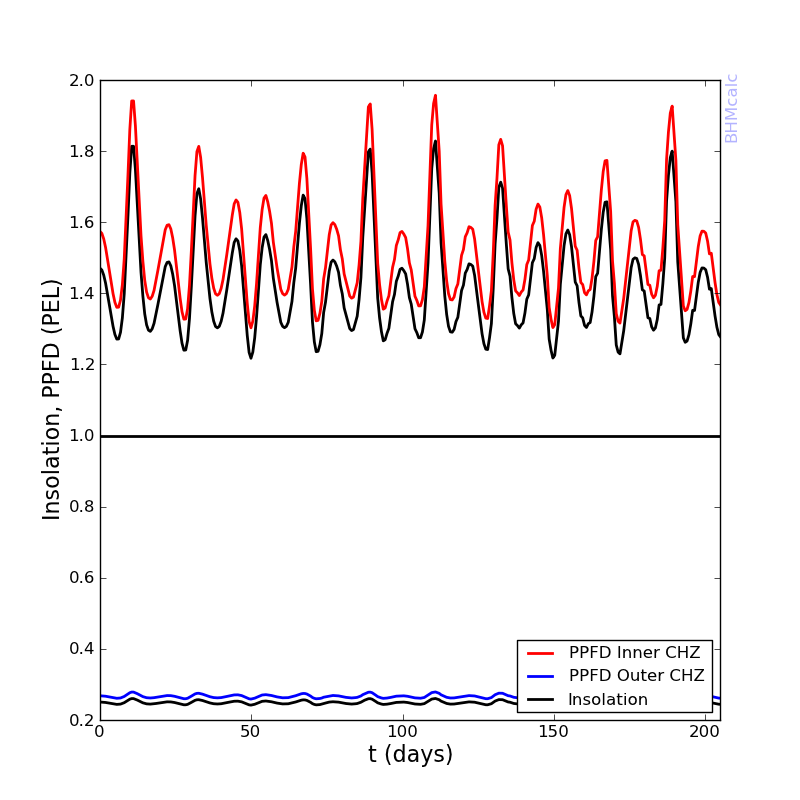 2.0
1.8
1.6
1.4
1.2
1.0
0.8
0.6
0.4
0.2
0
50
100
150
200
t (days)
Insolation, PPFD (PEL)
BHMcalc
PPFD Inner CHZ
PPFD Outer CHZ
Insolation